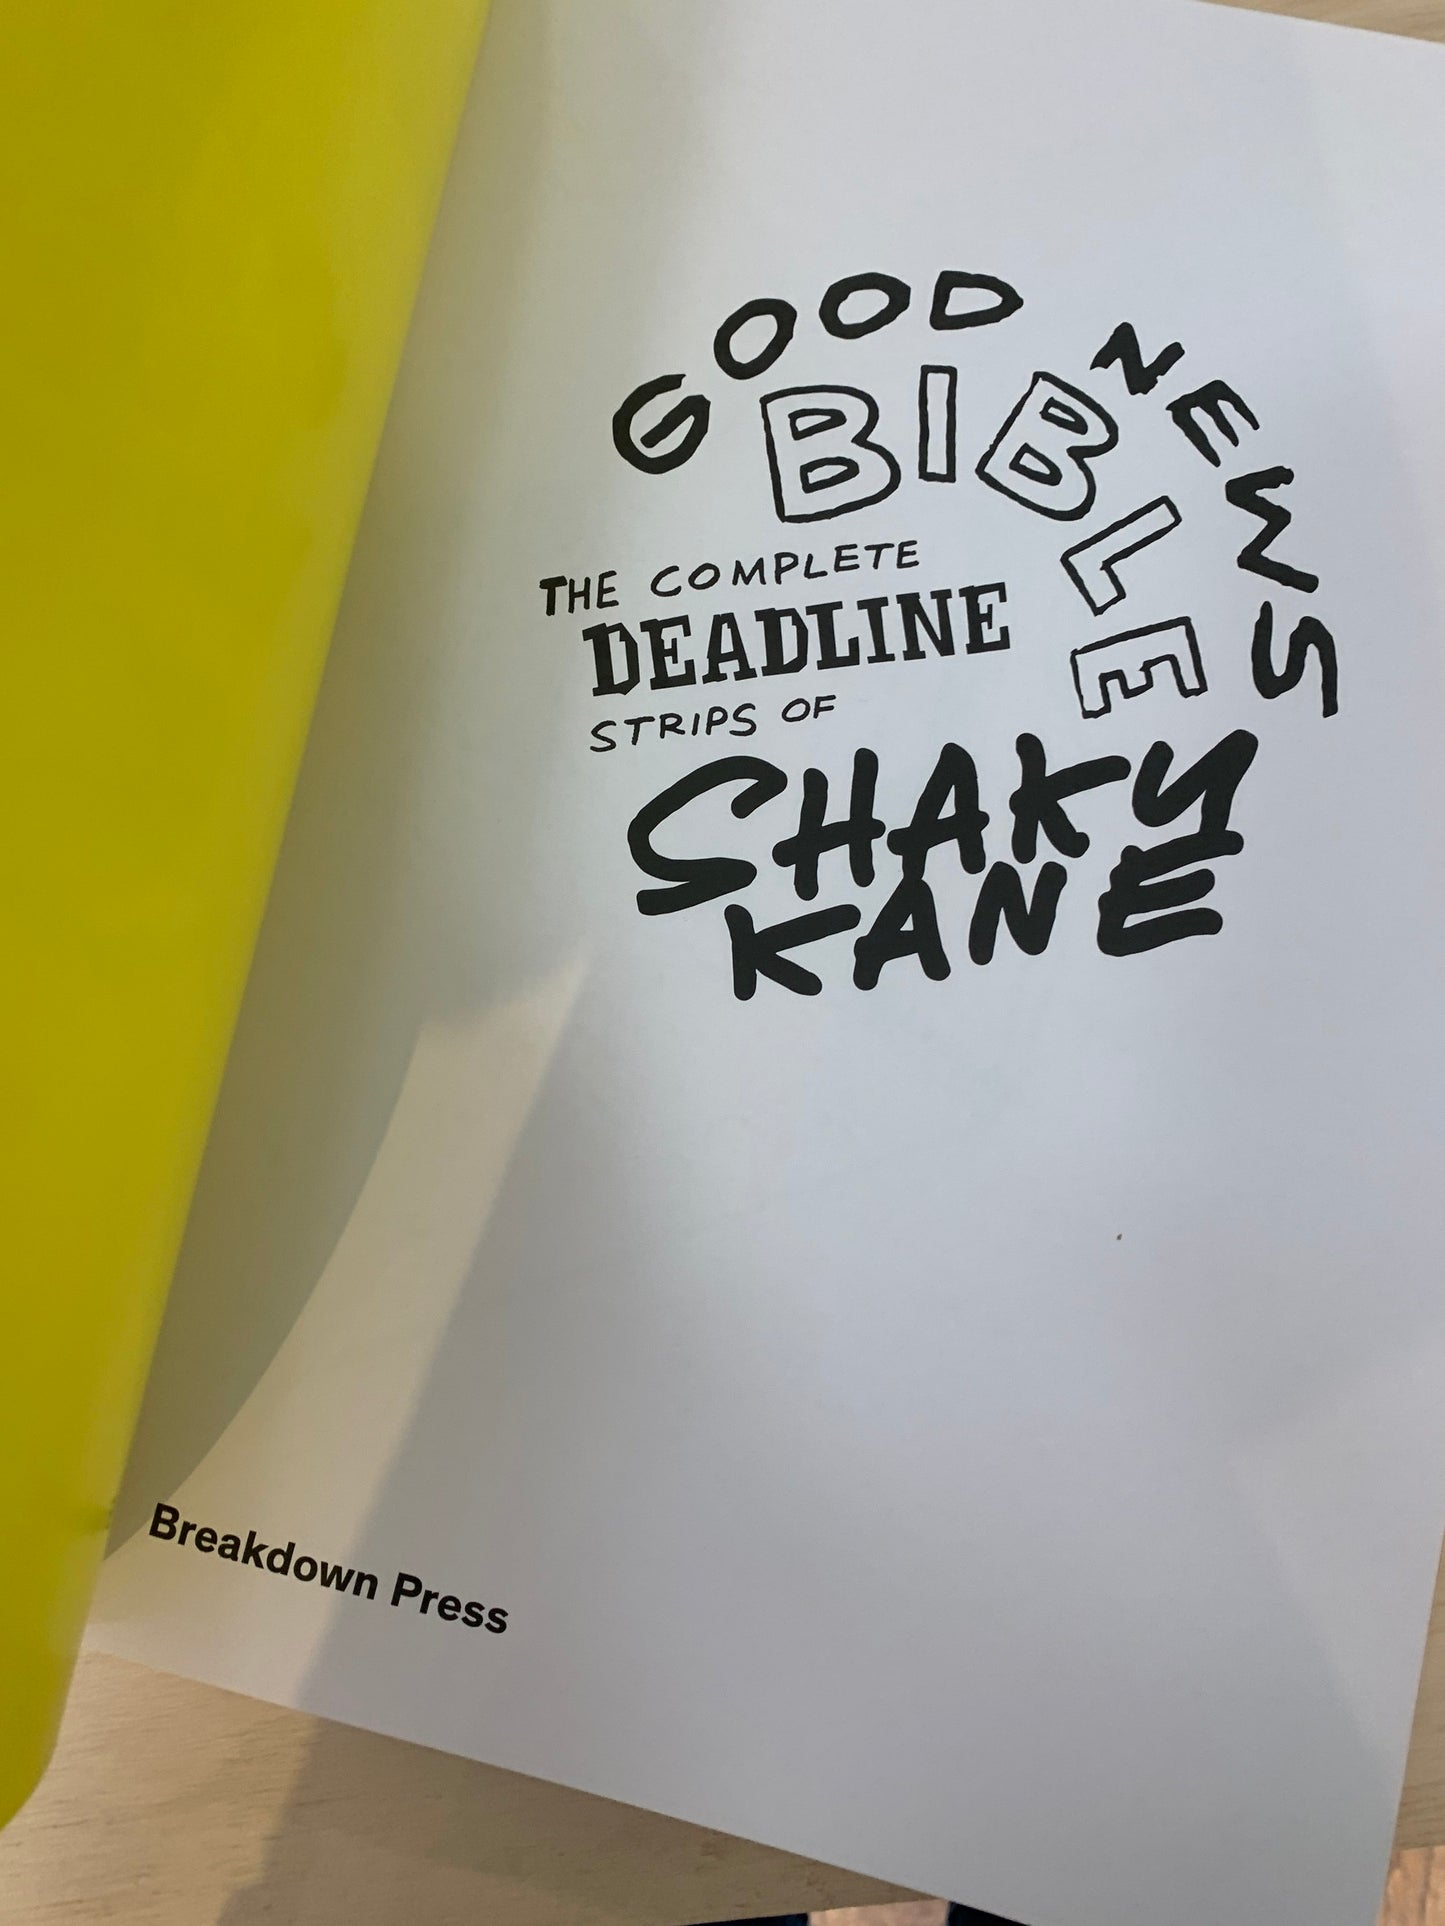 GOOD NEWS
BIBLE
THE COMPLETE
DEADLINE
STRIPS OF
SHAKY
KANE
Breakdown Press